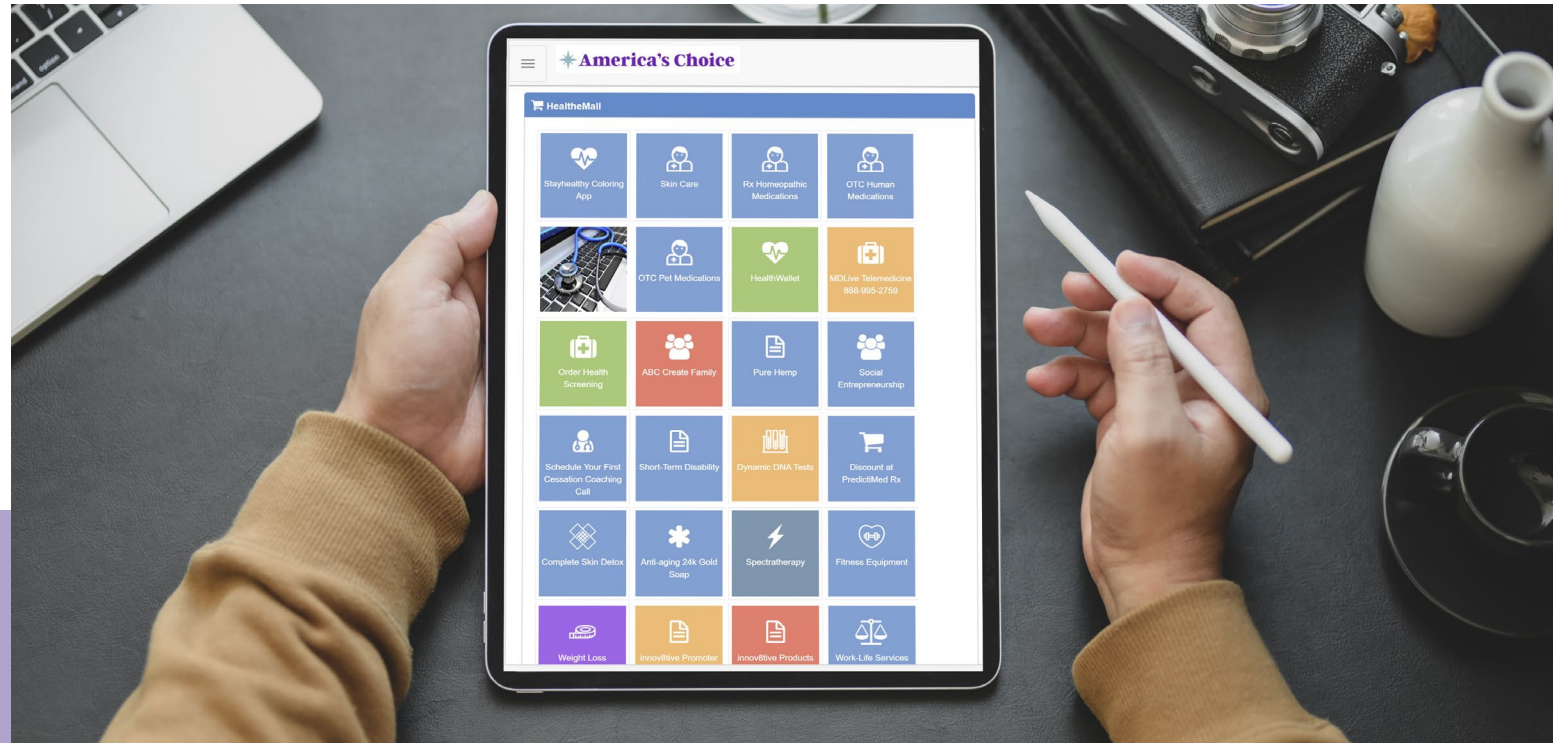 command
option
America's Choice
HealtheMall
Stayhealthy Coloring
App
Skin Care
Rx Homeopathic
Medications
OTC Human
Medications
OTC Pet Medications
HealthWallet
MDLive Telemedicine
888-995-2759
Order Health
Screening
ABC Create Family
Pure Hemp
Social
Entrepreneurship
Schedule Your First
Cessation Coaching
Call
Short-Term Disability
Dynamic DNA Tests
Discount at
PredictiMed Rx
Complete Skin Detox
Anti-aging 24k Gold
Soap
Spectratherapy
Fitness Equipment
Weight Loss
innov8tive Promoter
innov8tive Products
Work-Life Services